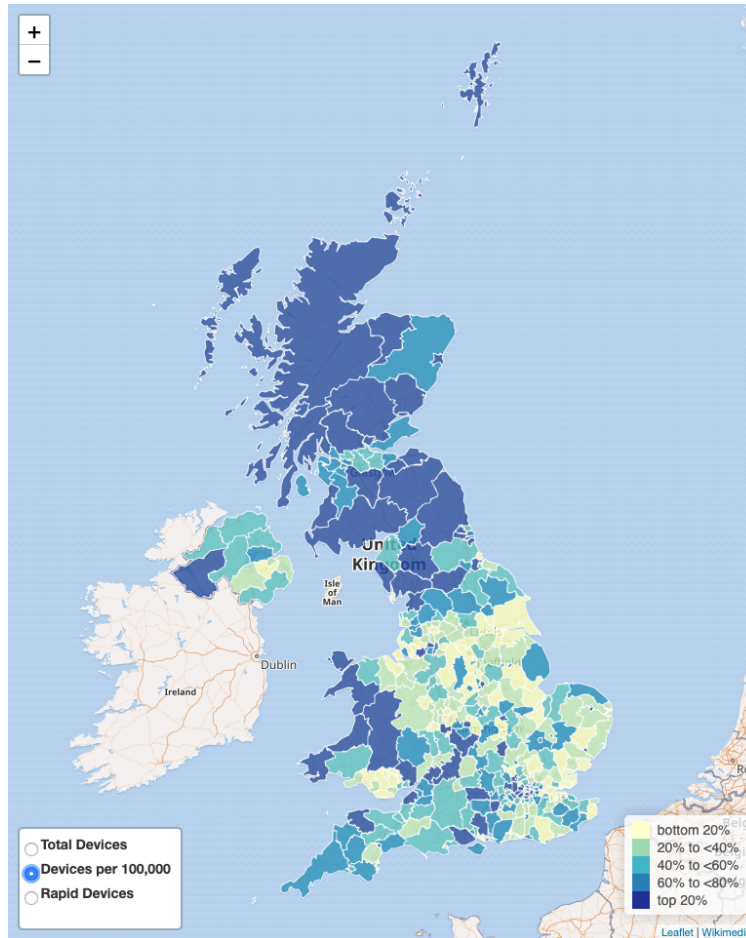 +
−
United
Kingdom
Isle
of
Man
Dublin
Ireland
Total Devices
Devices per 100,000
Rapid Devices
bottom 20%
20% to <40%
40% to <60%
60% to <80%
top 20%
Leaflet | Wikimedi